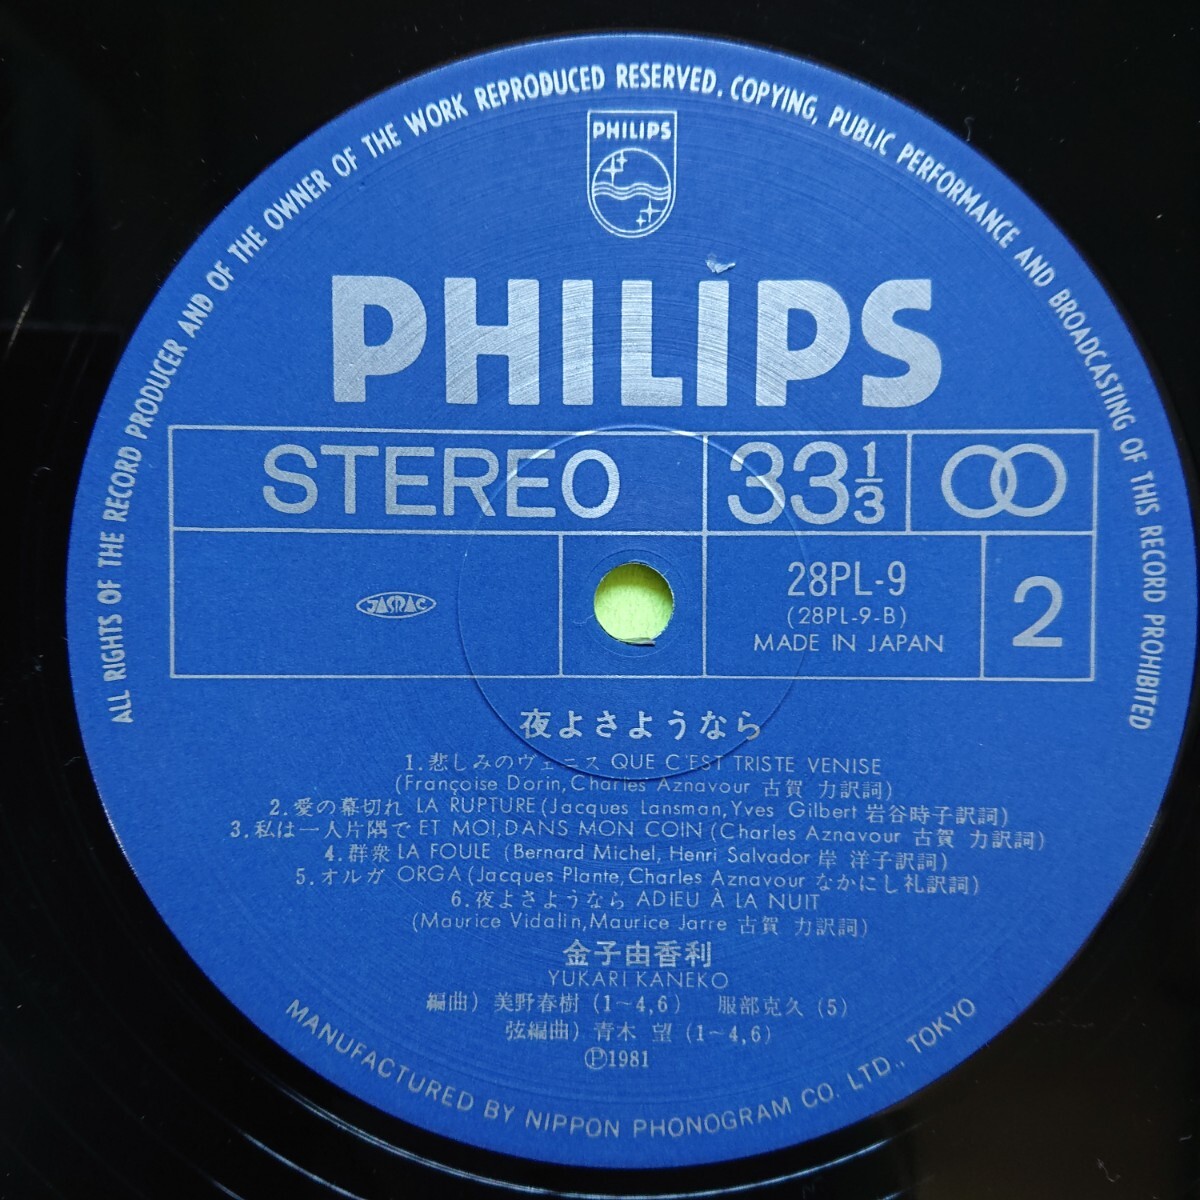 ALL RIGHTS OF THE RECORD PRODUCER AND OF THE OWNER OF THE WORK REPRODUCED RESERVED. COPYING, PUBLIC PERFORMANCE AND BROADCASTING OF THIS RECORD PROHIBITED
PHILIPS
PHILIPS
STEREO 33 1/3
JASRAC
28PL-9
(28PL-9-B)
MADE IN JAPAN
2
夜よさようなら
1.悲しみのヴェニス QUE C'EST TRISTE VENISE
(Françoise Dorin,Charles Aznavour 古賀 力訳詞)
2.愛の幕切れ LA RUPTURE(Jacques Lansman,Yves Gilbert 岩谷時子訳詞)
3.私は一人片隅で ET MOI,DANS MON COIN (Charles Aznavour 古賀 力訳詞)
4.群衆 LA FOULE (Bernard Michel, Henri Salvador 岸 洋子訳詞)
5.オルガ ORGA(Jacques Plante,Charles Aznavour なかにし礼訳詞)
6.夜よさようなら ADIEU À LA NUIT
(Maurice Vidalin,Maurice Jarre 古賀 力訳詞)
金子由香利
YUKARI KANEKO
編曲) 美野春樹 (1~4,6) 服部克久 (5)
弦編曲) 青木 望 (1~4,6)
Ⓟ1981
MANUFACTURED BY NIPPON PHONOGRAM CO. LTD., TOKYO